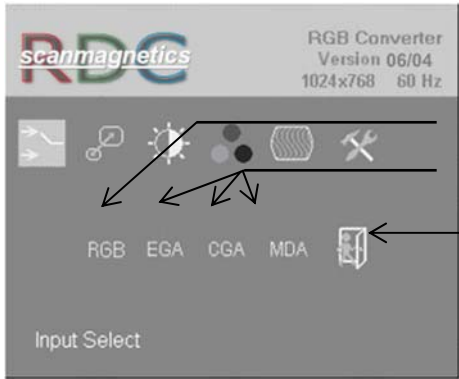 RDC
scanmagnetics
RGB Converter
Version 06/04
1024x768 60 Hz
RGB EGA CGA MDA
Input Select